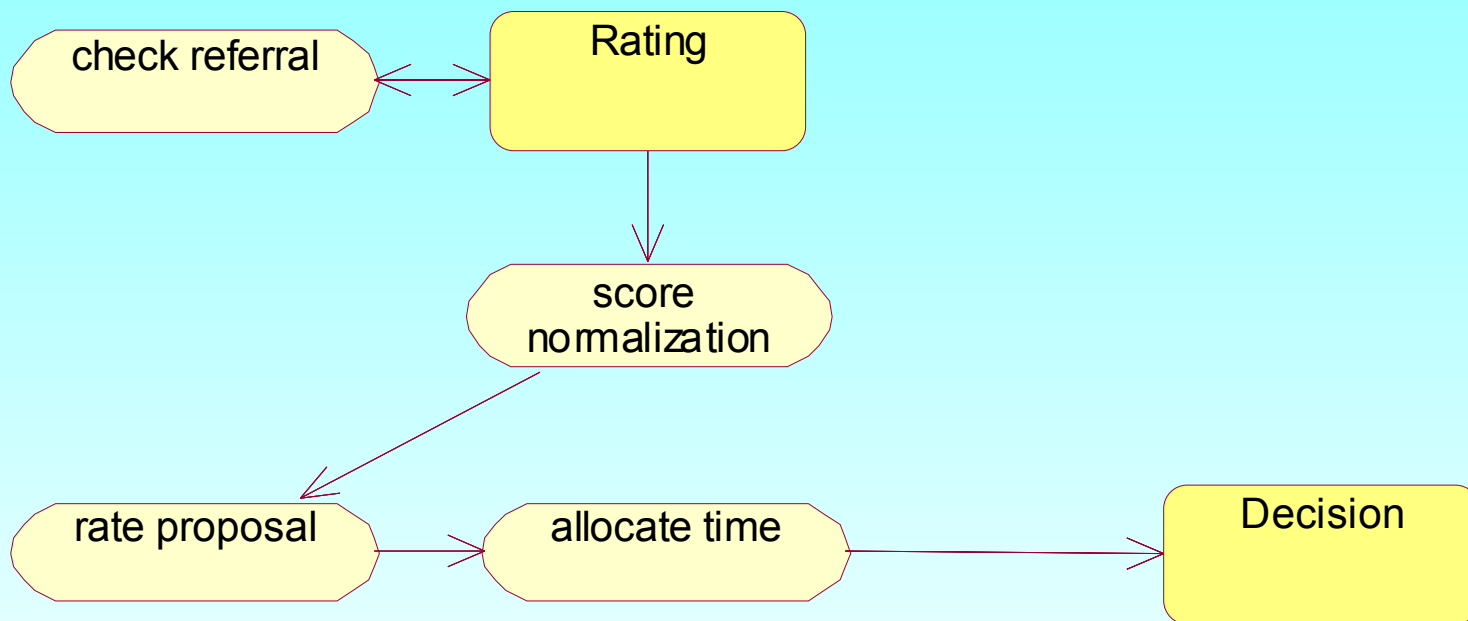 check referral
Rating
score
normalization
rate proposal
allocate time
Decision